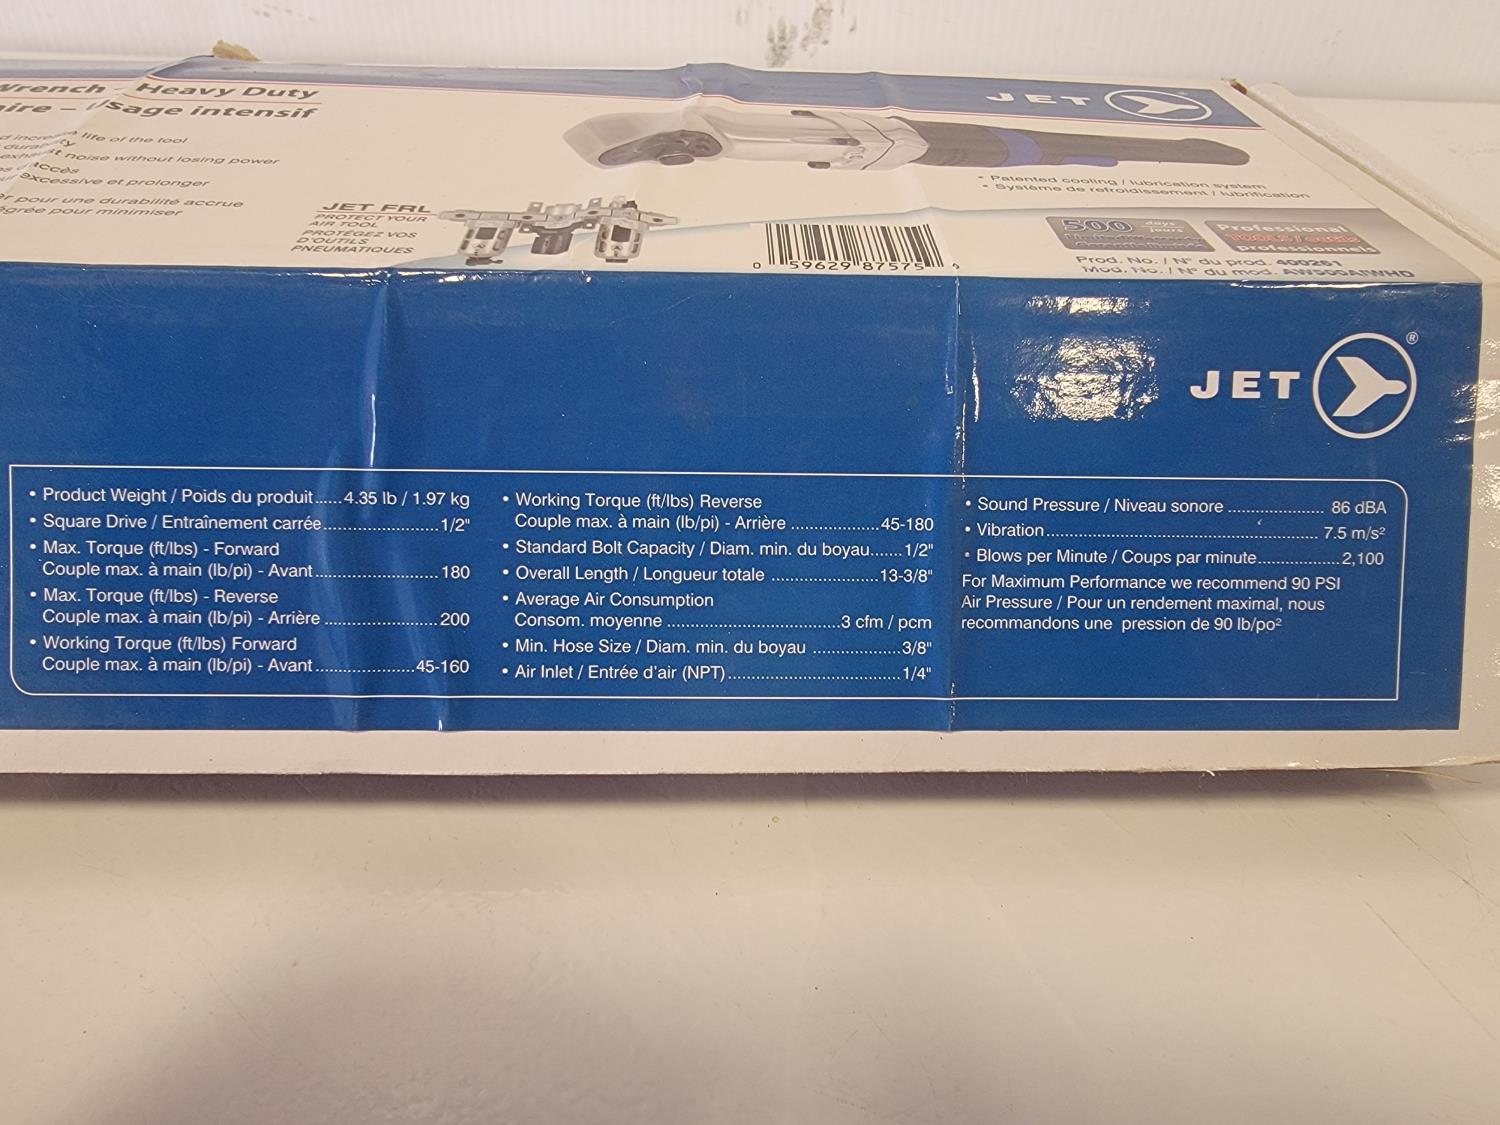 Wrench - Heavy Duty
aire – Usage intensif
life of the tool
noise without losing power
excessive et prolonger
pour une durabilité accrue
pour minimiser
JET FRL
PROTECT YOUR
AIR TOOL
PROTÉGEZ VOS
D'OUTILS
PNEUMATIQUES
0 59629 87575 9
JET ®
• Patented cooling / lubrication system
• Système de refroidissement / lubrification
500 days
jours
Professional
Prod. No. / N° du prod. 400261
Mod. No. / N° du mod. AW500AIWHD
JET ®
• Product Weight / Poids du produit......4.35 lb / 1.97 kg
• Square Drive / Entraînement carrée..........................1/2"
• Max. Torque (ft/lbs) - Forward
Couple max. à main (lb/pi) - Avant............................180
• Max. Torque (ft/lbs) - Reverse
Couple max. à main (lb/pi) - Arrière ..........................200
• Working Torque (ft/lbs) Forward
Couple max. à main (lb/pi) - Avant......................45-160
• Working Torque (ft/lbs) Reverse
Couple max. à main (lb/pi) - Arrière ....................45-180
• Standard Bolt Capacity / Diam. min. du boyau.......1/2"
• Overall Length / Longueur totale ........................13-3/8"
• Average Air Consumption
Consom. moyenne .......................................3 cfm / pcm
• Min. Hose Size / Diam. min. du boyau ....................3/8"
• Air Inlet / Entrée d'air (NPT).......................................1/4"
• Sound Pressure / Niveau sonore ..................... 86 dBA
• Vibration............................................................ 7.5 m/s²
• Blows per Minute / Coups par minute..................2,100
For Maximum Performance we recommend 90 PSI
Air Pressure / Pour un rendement maximal, nous
recommandons une pression de 90 lb/po²